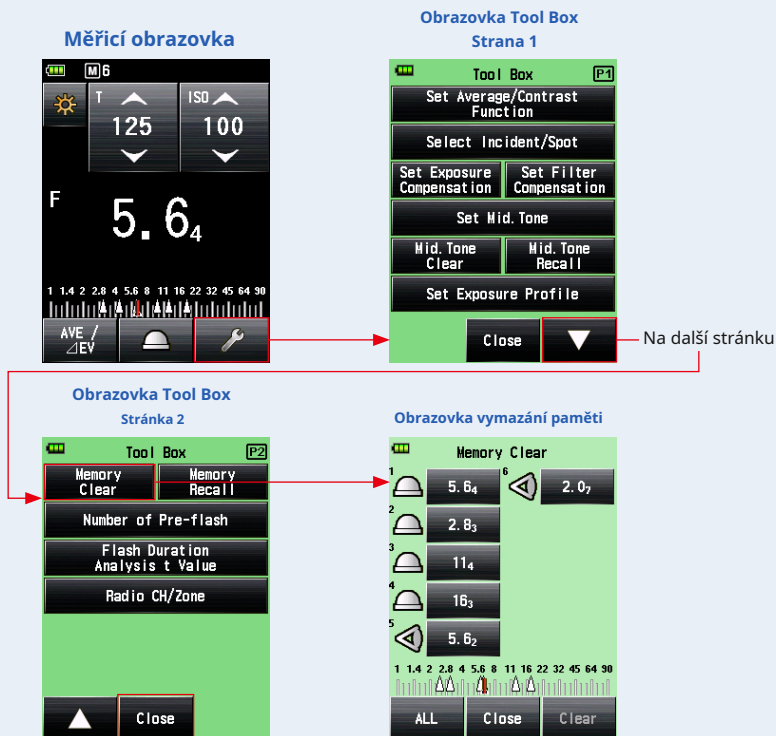 Měřicí obrazovka
M 6
T
125
ISO
100
F
5.6₄
1 1.4 2 2.8 4 5.6 8 11 16 22 32 45 64 90
AVE /
⊿EV
Obrazovka Tool Box
Strana 1
Tool Box P1
Set Average/Contrast
Function
Select Incident/Spot
Set Exposure
Compensation
Set Filter
Compensation
Set Mid. Tone
Mid. Tone
Clear
Mid. Tone
Recall
Set Exposure Profile
Close
Na další stránku
Obrazovka Tool Box
Stránka 2
Tool Box P2
Memory
Clear
Memory
Recall
Number of Pre-flash
Flash Duration
Analysis t Value
Radio CH/Zone
Close
Obrazovka vymazání paměti
Memory Clear
1 5.6₄ 6 2.0₇
2 2.8₃
3 11₄
4 16₃
5 5.6₂
1 1.4 2 2.8 4 5.6 8 11 16 22 32 45 64 90
ALL Close Clear